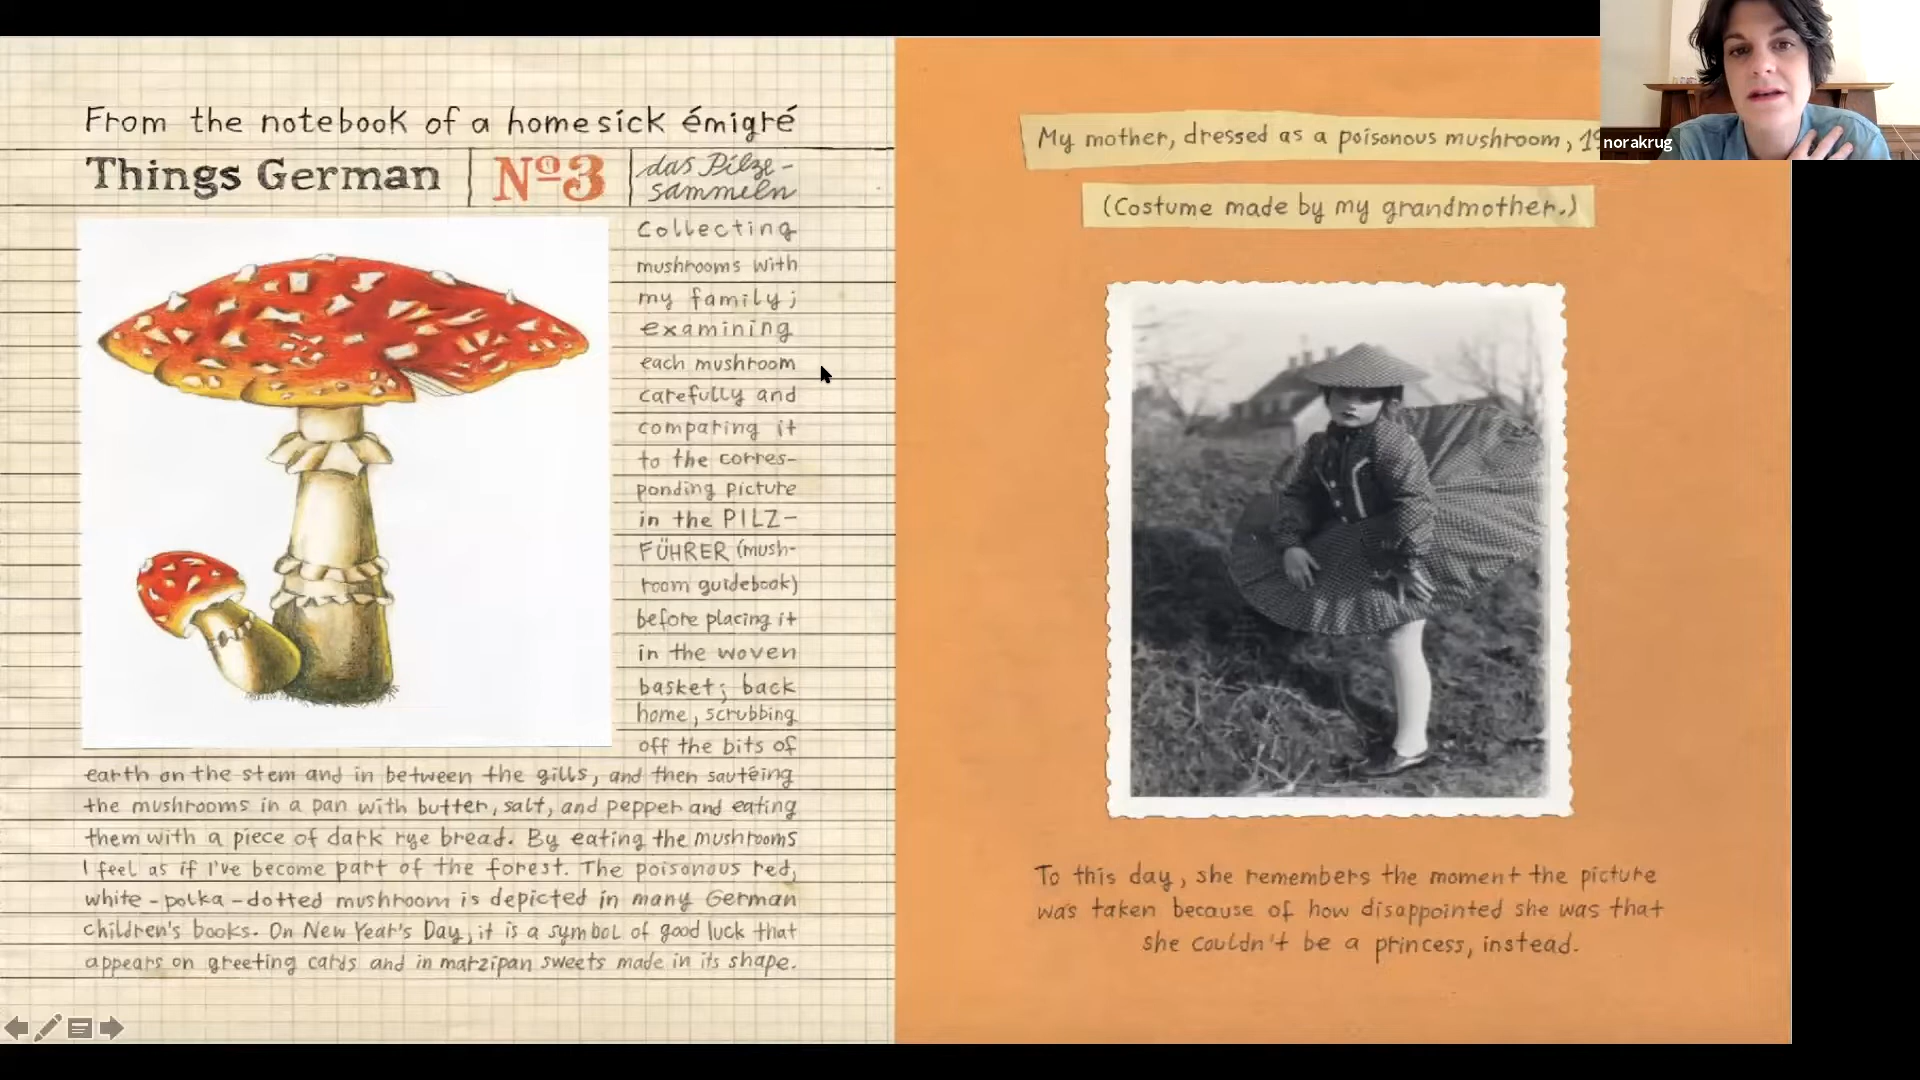 From the notebook of a homesick émigré
Things German
Nº3
das Pilze-
sammeln
Collecting
mushrooms with
my family;
examining
each mushroom
carefully and
comparing it
to the corres-
ponding picture
in the PILZ-
FÜHRER (mush-
room guidebook)
before placing it
in the woven
basket; back
home, scrubbing
off the bits of
earth on the stem and in between the gills, and then sautéing
the mushrooms in a pan with butter, salt, and pepper and eating
them with a piece of dark rye bread. By eating the mushrooms
I feel as if I've become part of the forest. The poisonous red,
white-polka-dotted mushroom is depicted in many German
children's books. On New Year's Day, it is a symbol of good luck that
appears on greeting cards and in marzipan sweets made in its shape.
My mother, dressed as a poisonous mushroom,
(Costume made by my grandmother.)
To this day, she remembers the moment the picture
was taken because of how disappointed she was that
she couldn't be a princess, instead.
norakrug